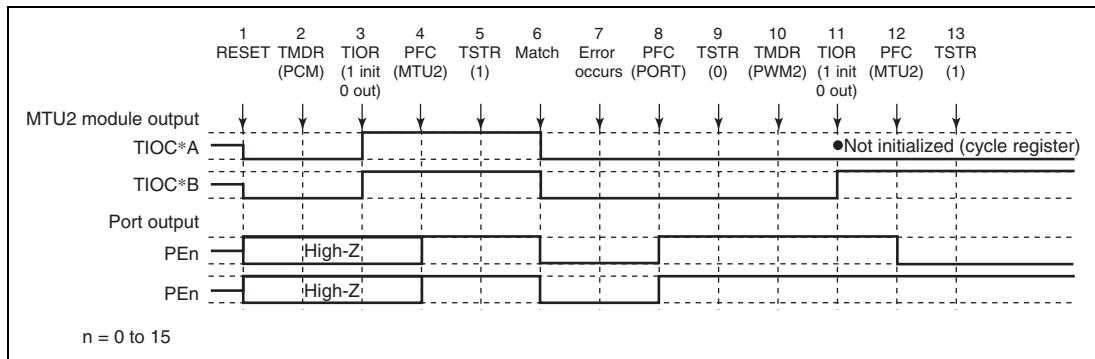 1 2 3 4 5 6 7 8 9 10 11 12 13
RESET TMDR TIOR PFC TSTR Match Error PFC TSTR TMDR TIOR PFC TSTR
(PCM) (1 init (MTU2) (1) occurs (PORT) (0) (PWM2) (1 init (MTU2) (1)
0 out) 0 out)
MTU2 module output
TIOC*A
●Not initialized (cycle register)
TIOC*B
Port output
PEn
High-Z
PEn
High-Z
n = 0 to 15